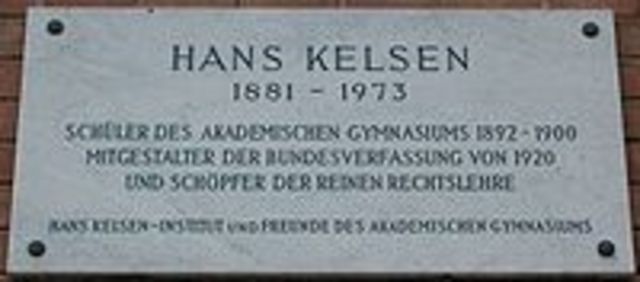 HANS KELSEN
1881 - 1973
SCHÜLER DES AKADEMISCHEN GYMNASIUMS 1892-1900
MITGESTALTER DER BUNDESVERFASSUNG VON 1920
UND SCHÖPFER DER REINEN RECHTSLEHRE
HANS KELSEN-INSTITUT UND FREUNDE DES AKADEMISCHEN GYMNASIUMS